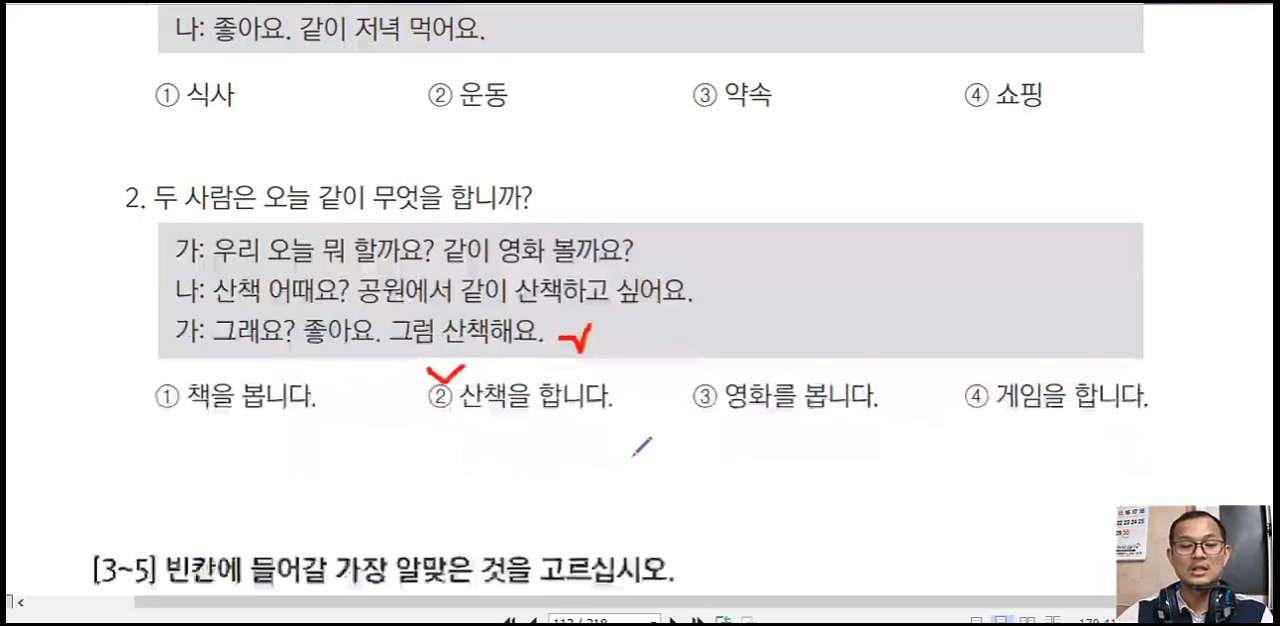 나: 좋아요. 같이 저녁 먹어요.
① 식사 ② 운동 ③ 약속 ④ 쇼핑
2. 두 사람은 오늘 같이 무엇을 합니까?
가: 우리 오늘 뭐 할까요? 같이 영화 볼까요?
나: 산책 어때요? 공원에서 같이 산책하고 싶어요.
가: 그래요? 좋아요. 그럼 산책해요.
① 책을 봅니다. ② 산책을 합니다. ③ 영화를 봅니다. ④ 게임을 합니다.
[3~5] 빈칸에 들어갈 가장 알맞은 것을 고르십시오.